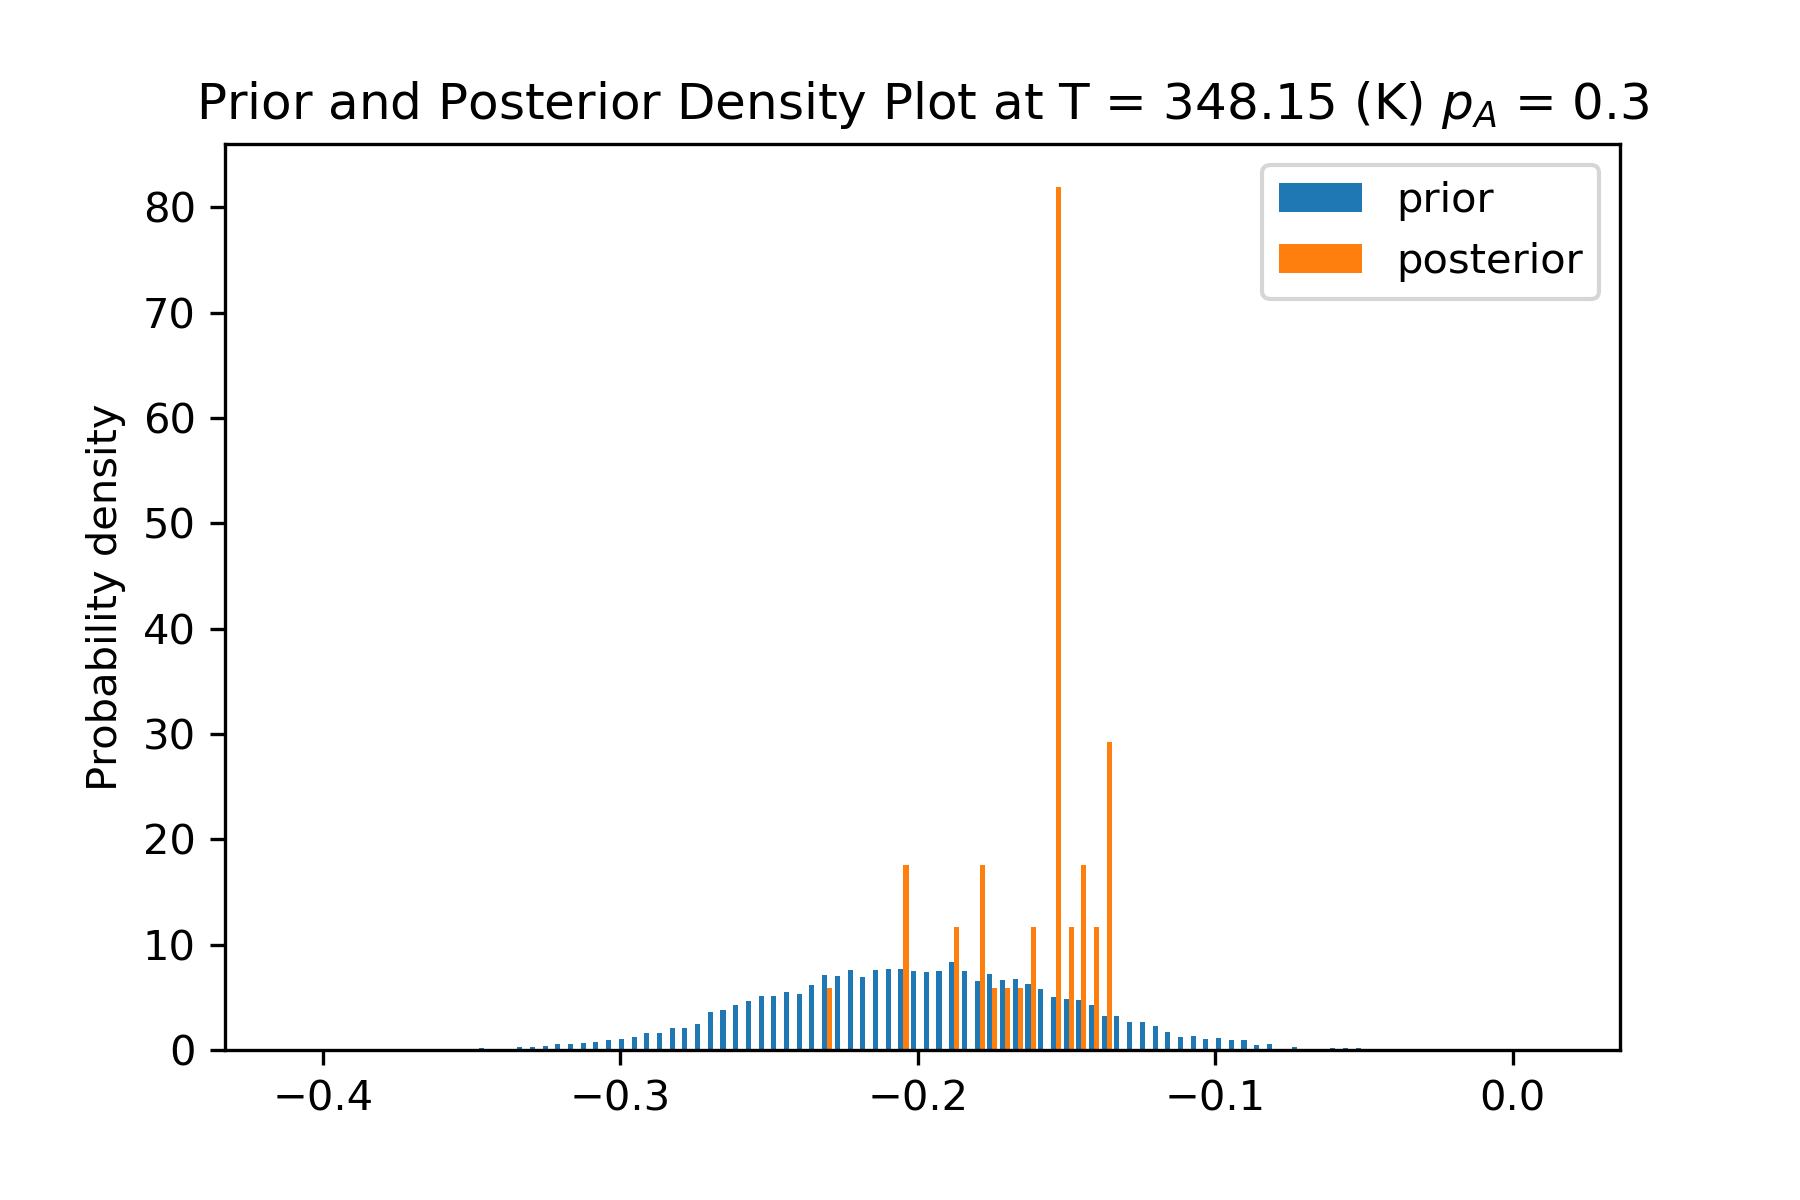 Prior and Posterior Density Plot at T = 348.15 (K) p_A = 0.3
prior
posterior
Probability density
80
70
60
50
40
30
20
10
0
−0.4 −0.3 −0.2 −0.1 0.0